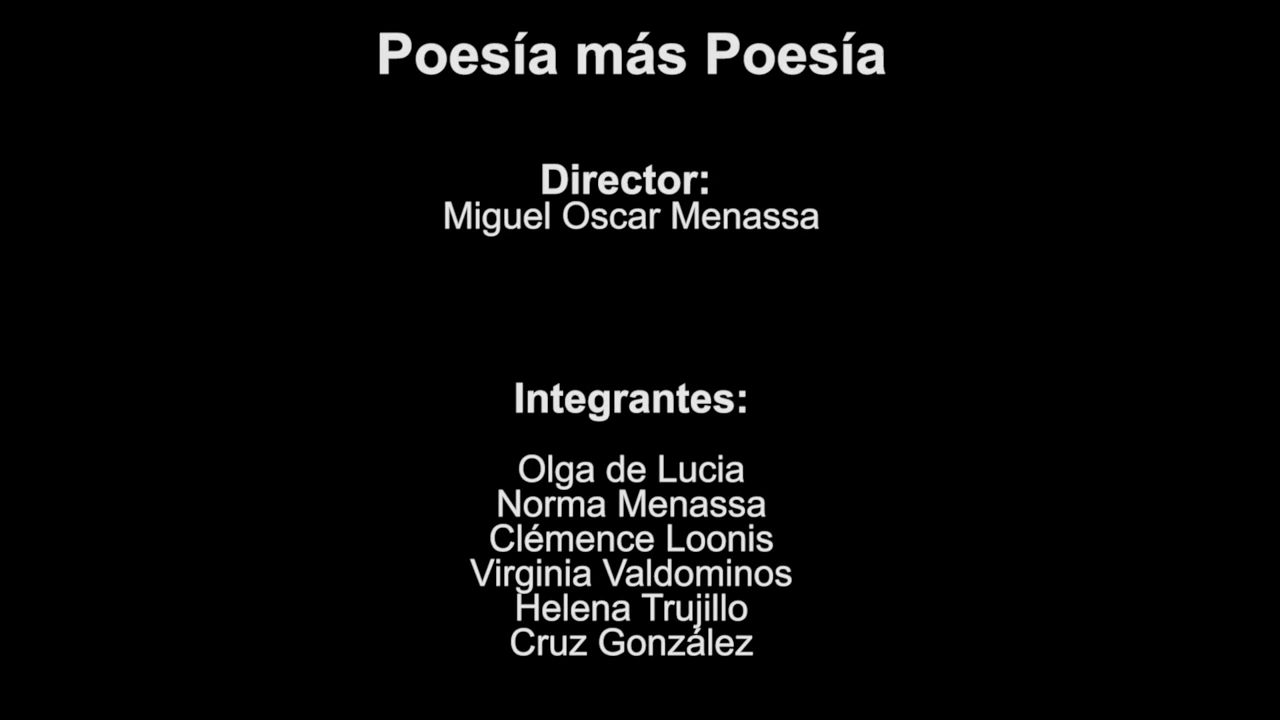 Poesía más Poesía
Director:
Miguel Oscar Menassa
Integrantes:
Olga de Lucia
Norma Menassa
Clémence Loonis
Virginia Valdominos
Helena Trujillo
Cruz González